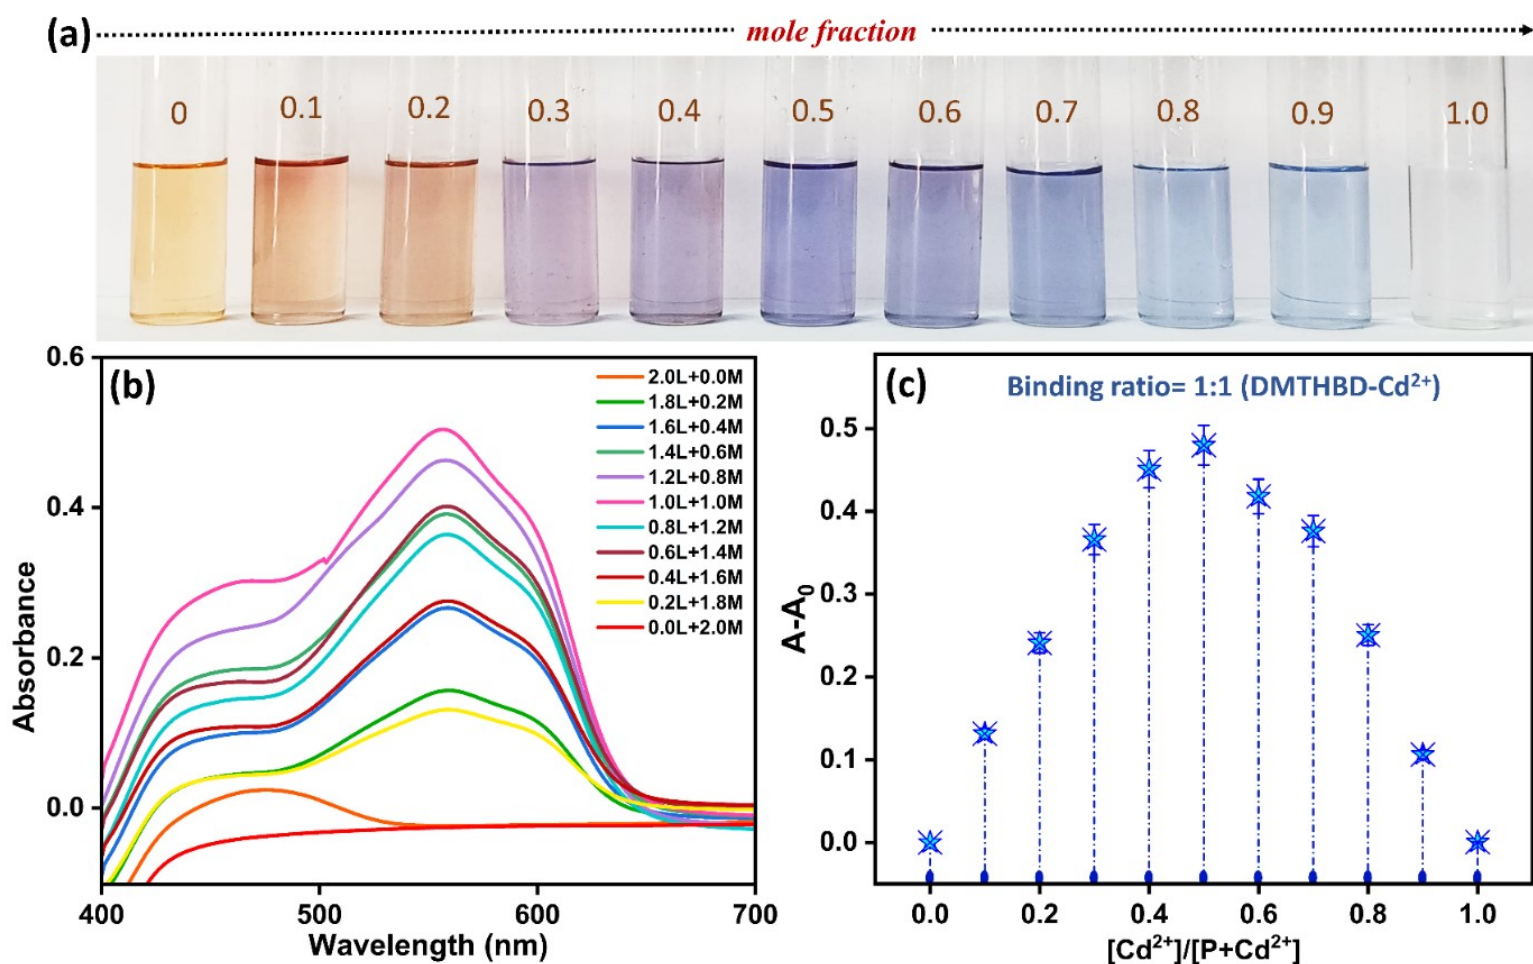 (a) mole fraction
0 0.1 0.2 0.3 0.4 0.5 0.6 0.7 0.8 0.9 1.0
(b)
0.6
0.4
0.2
0.0
Absorbance
2.0L+0.0M
1.8L+0.2M
1.6L+0.4M
1.4L+0.6M
1.2L+0.8M
1.0L+1.0M
0.8L+1.2M
0.6L+1.4M
0.4L+1.6M
0.2L+1.8M
0.0L+2.0M
400 500 600 700
Wavelength (nm)
(c) Binding ratio= 1:1 (DMTHBD-Cd²⁺)
0.5
0.4
0.3
0.2
0.1
0.0
A-A₀
0.0 0.2 0.4 0.6 0.8 1.0
[Cd²⁺]/[P+Cd²⁺]